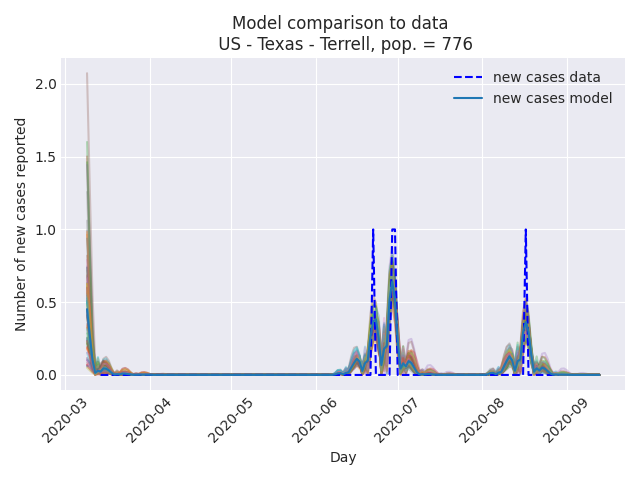 Model comparison to data
US - Texas - Terrell, pop. = 776
new cases data
new cases model
Number of new cases reported
2.0
1.5
1.0
0.5
0.0
2020-03
2020-04
2020-05
2020-06
2020-07
2020-08
2020-09
Day